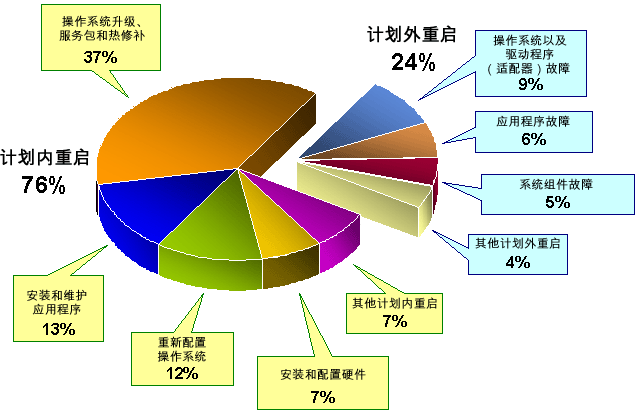 操作系统升级、
服务包和热修补
37%
计划外重启
24%
操作系统以及
驱动程序
（适配器）故障
9%
应用程序故障
6%
计划内重启
76%
系统组件故障
5%
其他计划外重启
4%
安装和维护
应用程序
13%
其他计划内重启
7%
重新配置
操作系统
12%
安装和配置硬件
7%